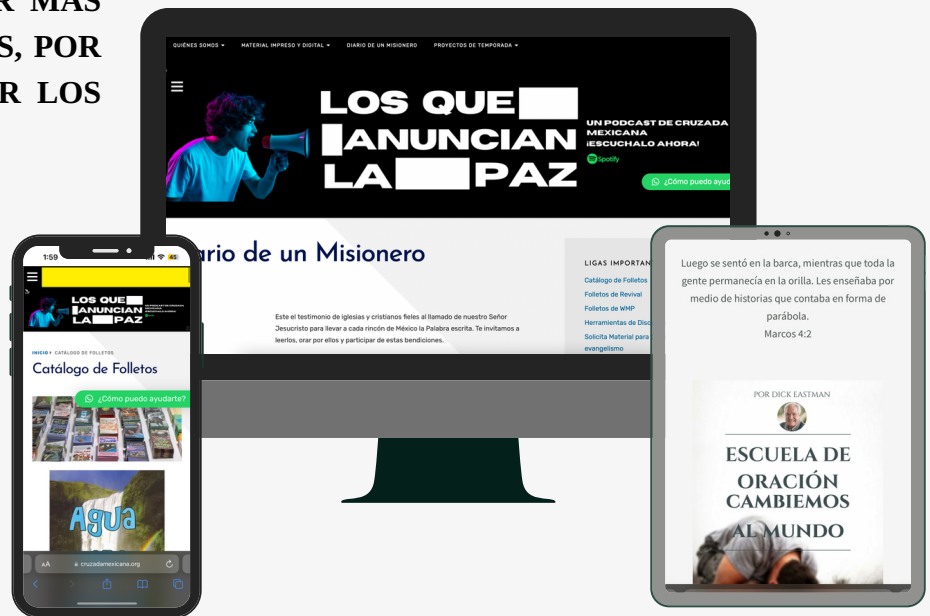 R MÁS
S, POR
R LOS
QUIÉNES SOMOS
MATERIAL IMPRESO Y DIGITAL
DIARIO DE UN MISIONERO
PROYECTOS DE TEMPORADA
LOS QUE
ANUNCIAN
LA PAZ
UN PODCAST DE CRUZADA
MEXICANA
¡ESCUCHALO AHORA!
Spotify
¿Cómo puedo ayud
ario de un Misionero
Este el testimonio de iglesias y cristianos fieles al llamado de nuestro Señor
Jesucristo para llevar a cada rincón de México la Palabra escrita. Te invitamos a
leerlos, orar por ellos y participar de estas bendiciones.
LIGAS IMPORTAN
Catálogo de Folletos
Folletos de Revival
Folletos de WMP
Herramientas de Disc
Solicita Material para
evangelismo
1:59
45
LOS QUE
ANUNCIAN
LA PAZ
INICIO
CATÁLOGO DE FOLLETOS
Catálogo de Folletos
¿Cómo puedo ayudarte?
Agua
AA
cruzadamexicana.org
Luego se sentó en la barca, mientras que toda la
gente permanecía en la orilla. Les enseñaba por
medio de historias que contaba en forma de
parábola.
Marcos 4:2
POR DICK EASTMAN
ESCUELA DE
ORACIÓN
CAMBIEMOS
AL MUNDO